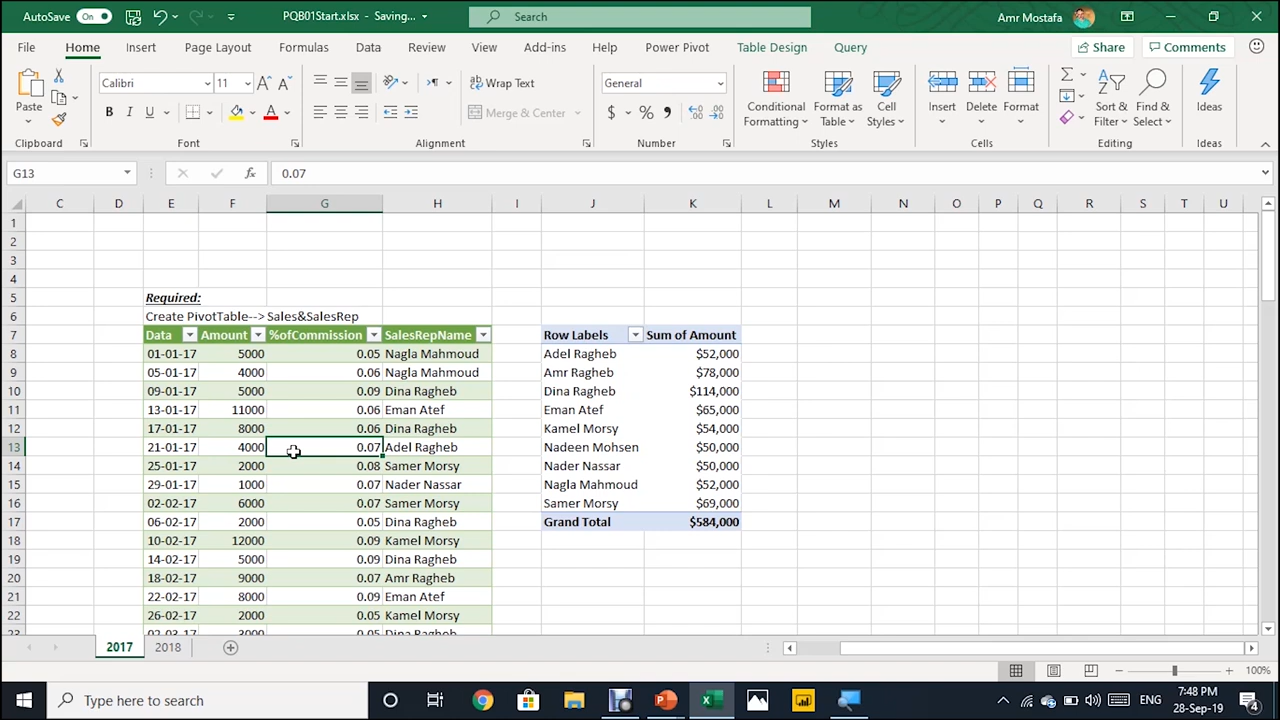 AutoSave On PQB01Start.xlsx - Saving... Search Amr Mostafa
File Home Insert Page Layout Formulas Data Review View Add-ins Help Power Pivot Table Design Query Share Comments
Calibri 11 Wrap Text General
Paste B I U A Merge & Center $ % Conditional Formatting Format as Table Cell Styles Insert Delete Format Sort & Filter Find & Select Ideas
Clipboard Font Alignment Number Styles Cells Editing Ideas
G13 fx 0.07
C D E F G H I J K L M N O P Q R S T U
1
2
3
4
5 Required:
6 Create PivotTable--> Sales&SalesRep
7 Data Amount %ofCommission SalesRepName Row Labels Sum of Amount
8 01-01-17 5000 0.05 Nagla Mahmoud Adel Ragheb $52,000
9 05-01-17 4000 0.06 Nagla Mahmoud Amr Ragheb $78,000
10 09-01-17 5000 0.09 Dina Ragheb Dina Ragheb $114,000
11 13-01-17 11000 0.06 Eman Atef Eman Atef $65,000
12 17-01-17 8000 0.06 Dina Ragheb Kamel Morsy $54,000
13 21-01-17 4000 0.07 Adel Ragheb Nadeen Mohsen $50,000
14 25-01-17 2000 0.08 Samer Morsy Nader Nassar $50,000
15 29-01-17 1000 0.07 Nader Nassar Nagla Mahmoud $52,000
16 02-02-17 6000 0.07 Samer Morsy Samer Morsy $69,000
17 06-02-17 2000 0.05 Dina Ragheb Grand Total $584,000
18 10-02-17 12000 0.09 Kamel Morsy
19 14-02-17 5000 0.09 Dina Ragheb
20 18-02-17 9000 0.07 Amr Ragheb
21 22-02-17 8000 0.09 Eman Atef
22 26-02-17 2000 0.05 Kamel Morsy
23 02-03-17 3000 0.05 Dina Ragheb
2017 2018
100%
Type here to search ENG 7:48 PM
28-Sep-19 4